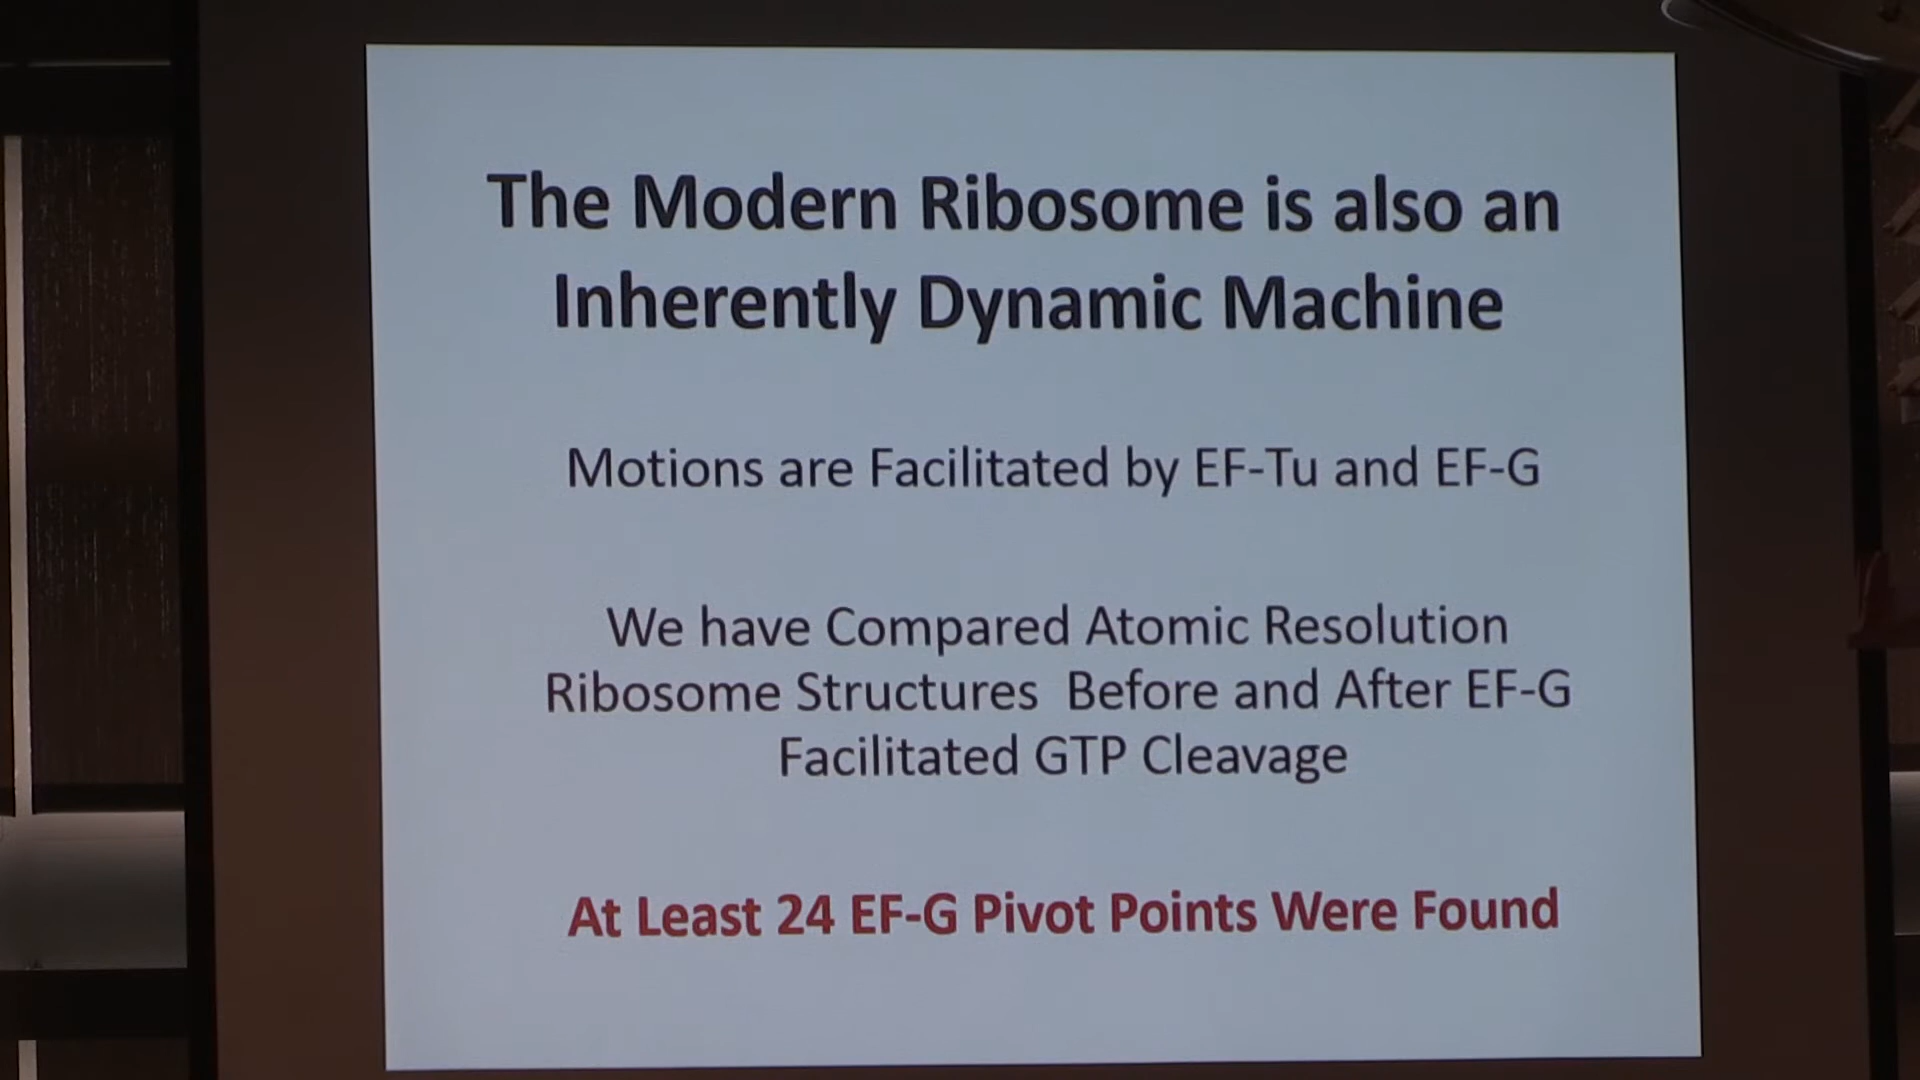 The Modern Ribosome is also an
Inherently Dynamic Machine
Motions are Facilitated by EF-Tu and EF-G
We have Compared Atomic Resolution
Ribosome Structures  Before and After EF-G
Facilitated GTP Cleavage
At Least 24 EF-G Pivot Points Were Found